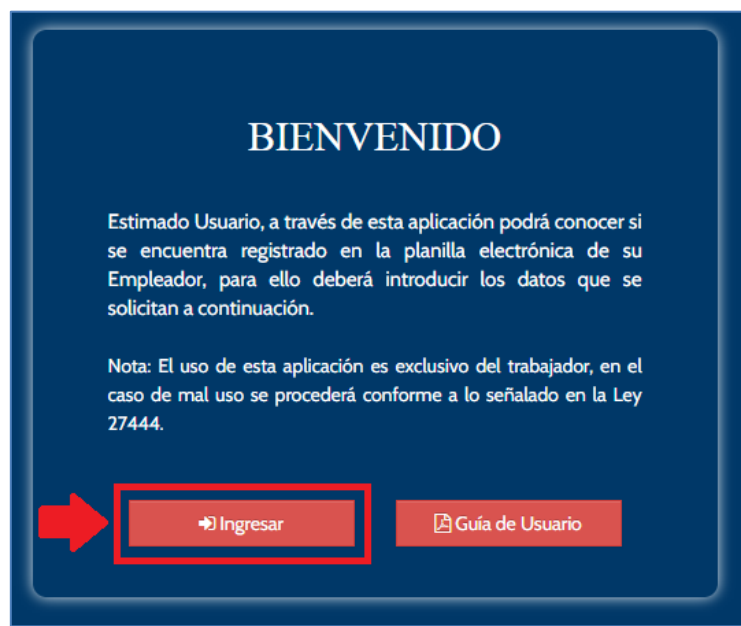 BIENVENIDO
Estimado Usuario, a través de esta aplicación podrá conocer si
se encuentra registrado en la planilla electrónica de su
Empleador, para ello deberá introducir los datos que se
solicitan a continuación.
Nota: El uso de esta aplicación es exclusivo del trabajador, en el
caso de mal uso se procederá conforme a lo señalado en la Ley
27444.
Ingresar
Guía de Usuario